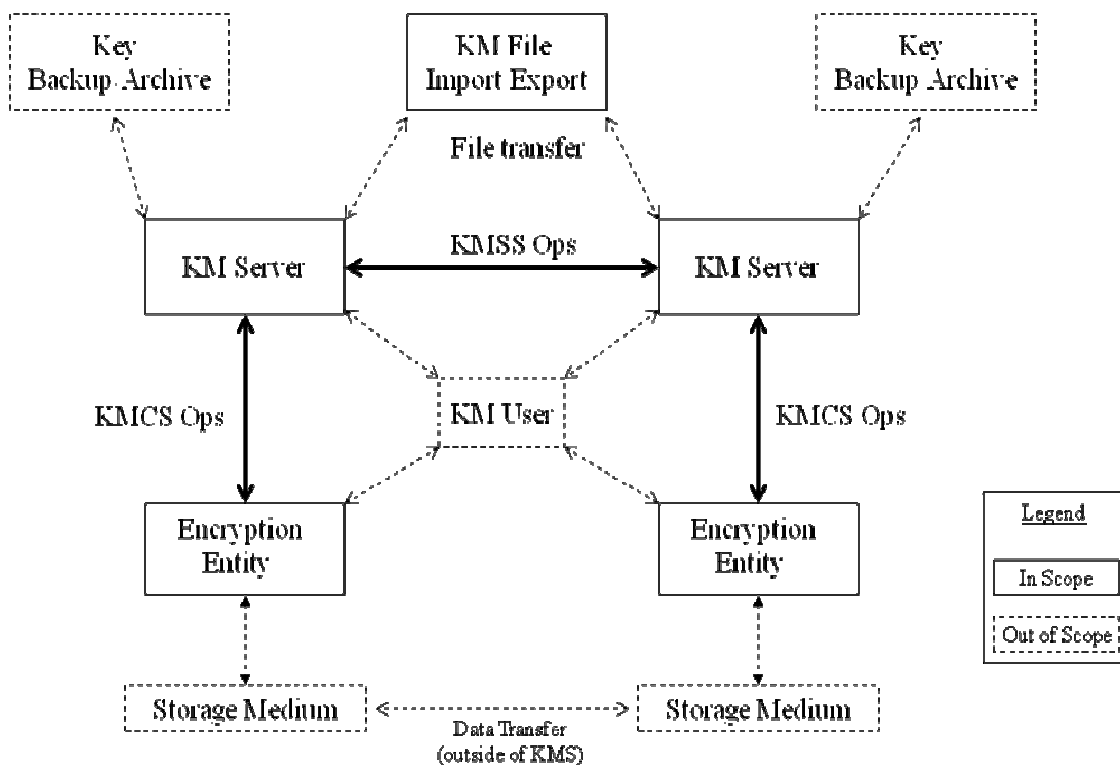 Key
Backup Archive
KM File
Import Export
Key
Backup Archive
File transfer
KM Server
KMSS Ops
KM Server
KMCS Ops
KM User
KMCS Ops
Encryption
Entity
Encryption
Entity
Legend
In Scope
Out of Scope
Storage Medium
Storage Medium
Data Transfer
(outside of KMS)